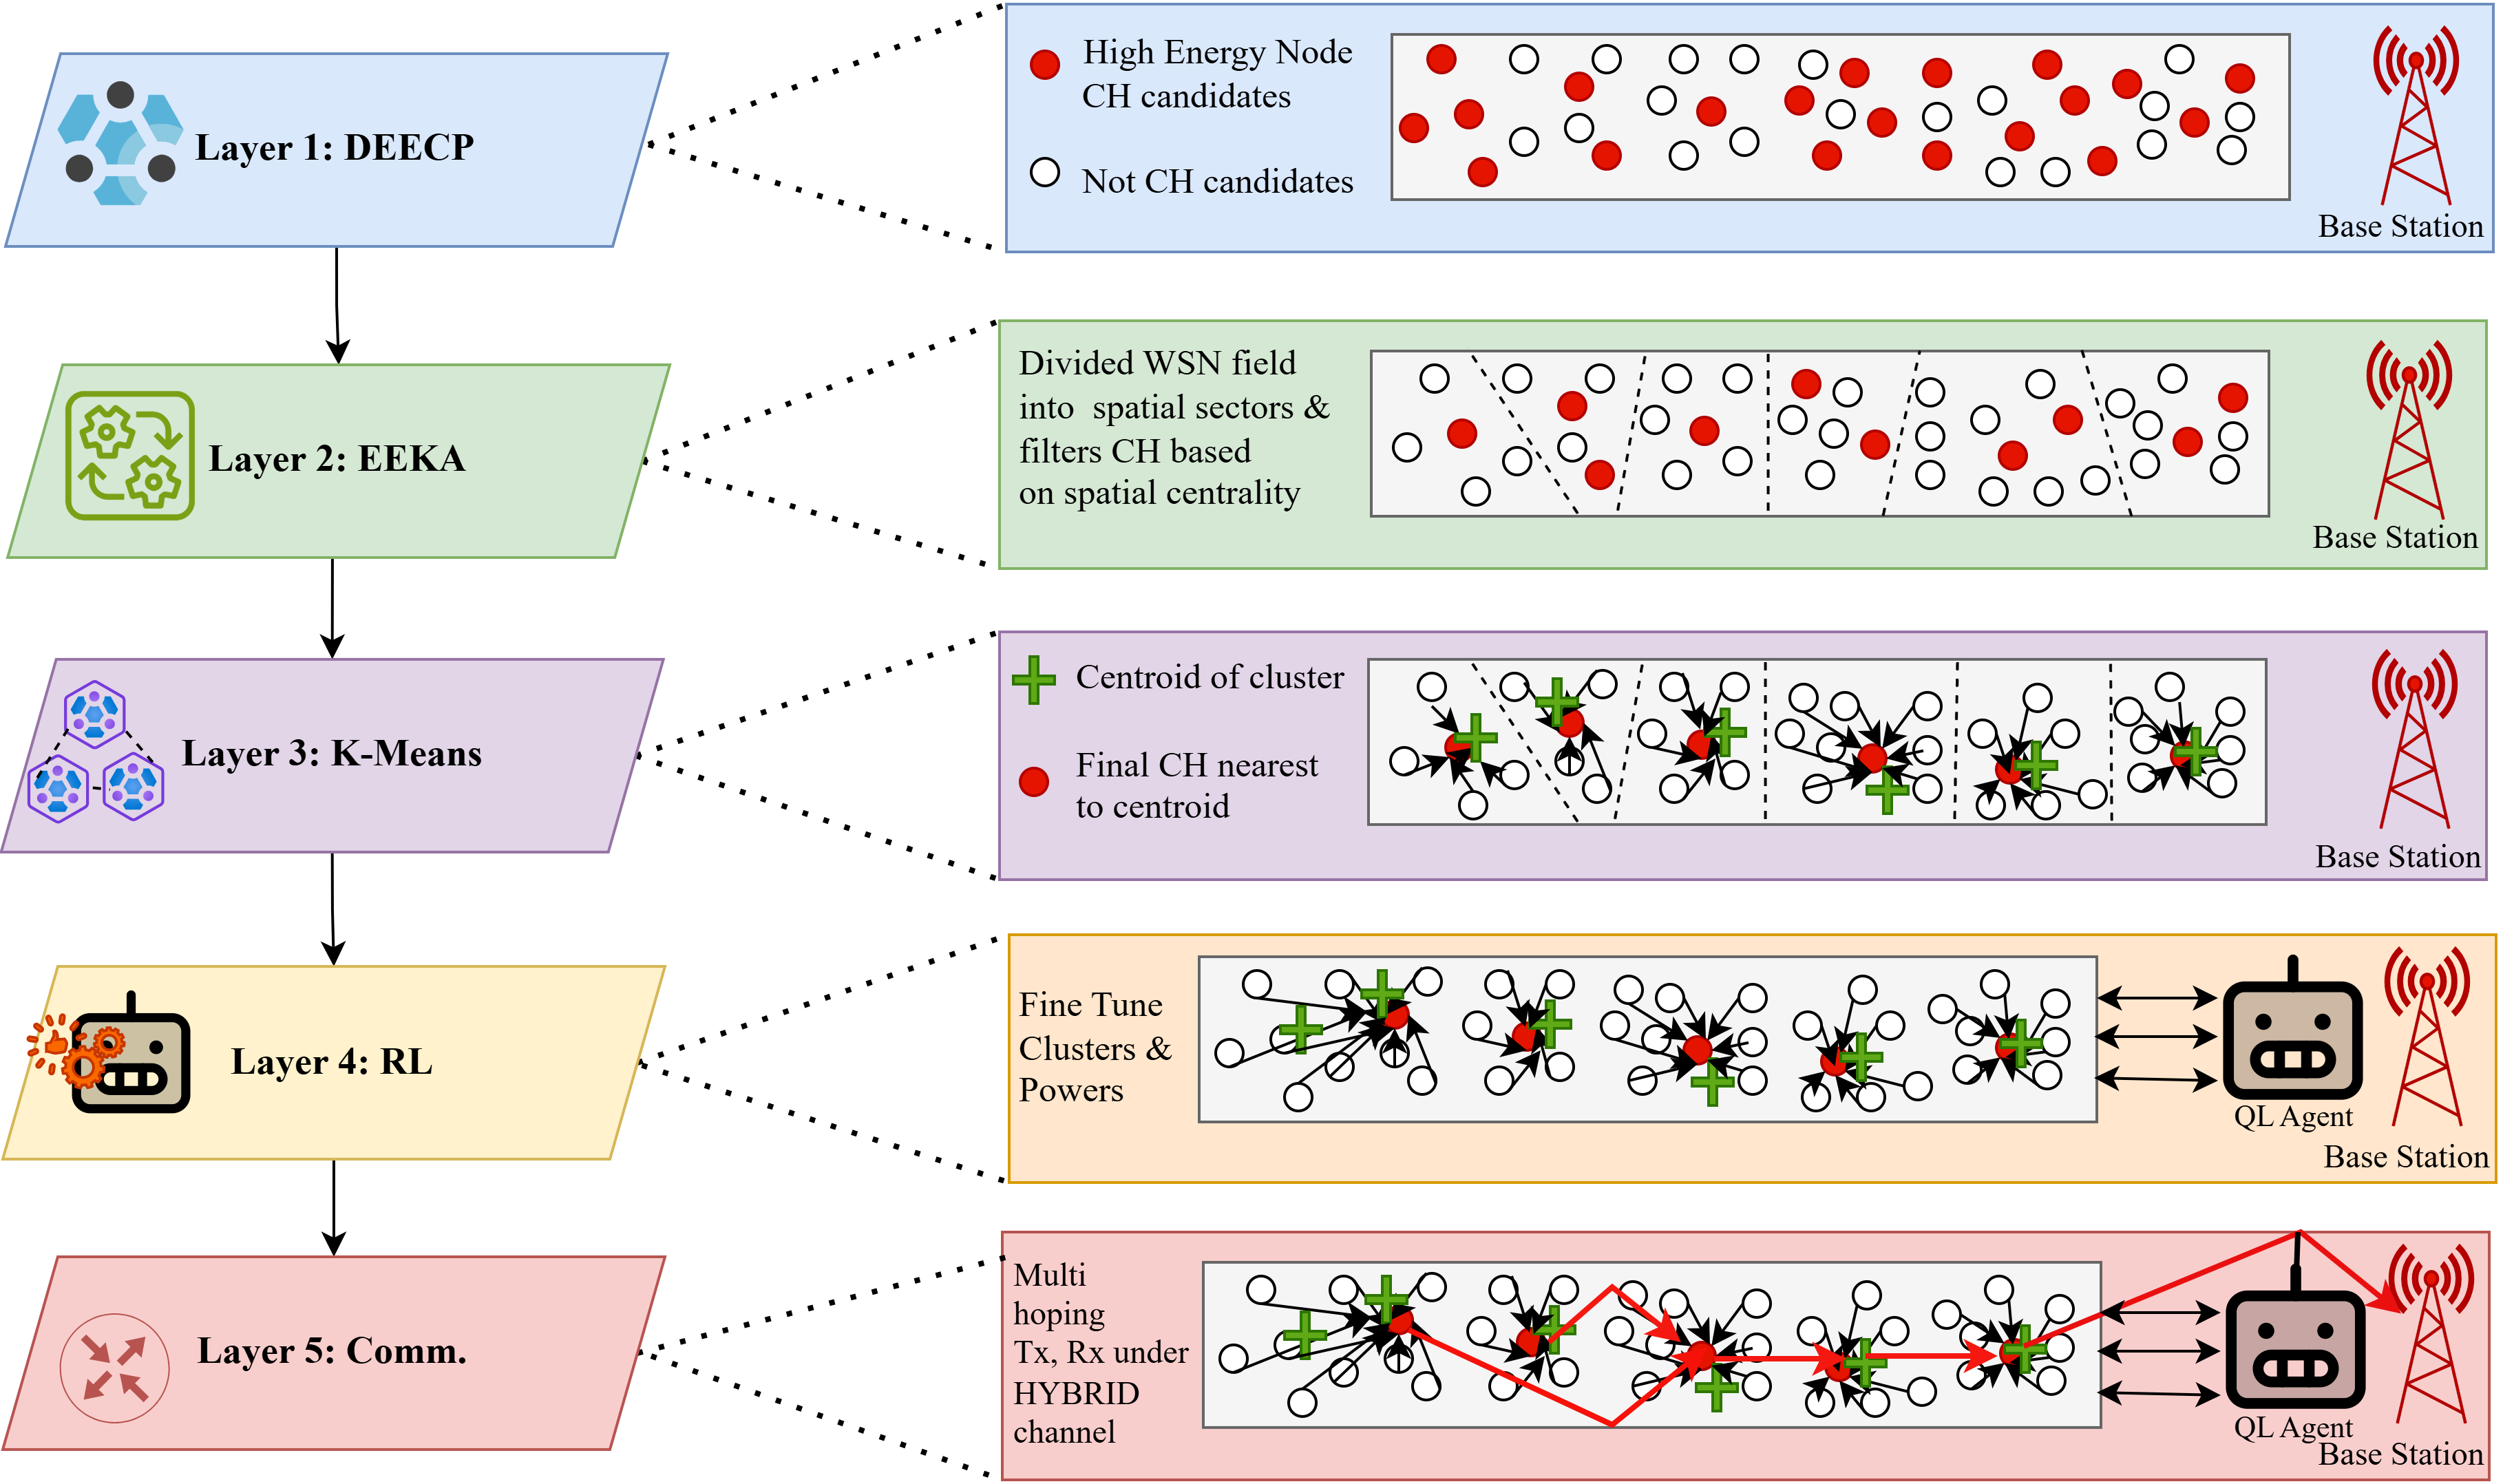 Layer 1: DEECP
High Energy Node
CH candidates
Not CH candidates
Base Station
Layer 2: EEKA
Divided WSN field
into spatial sectors &
filters CH based
on spatial centrality
Base Station
Layer 3: K-Means
Centroid of cluster
Final CH nearest
to centroid
Base Station
Layer 4: RL
Fine Tune
Clusters &
Powers
QL Agent
Base Station
Layer 5: Comm.
Multi
hoping
Tx, Rx under
HYBRID
channel
QL Agent
Base Station